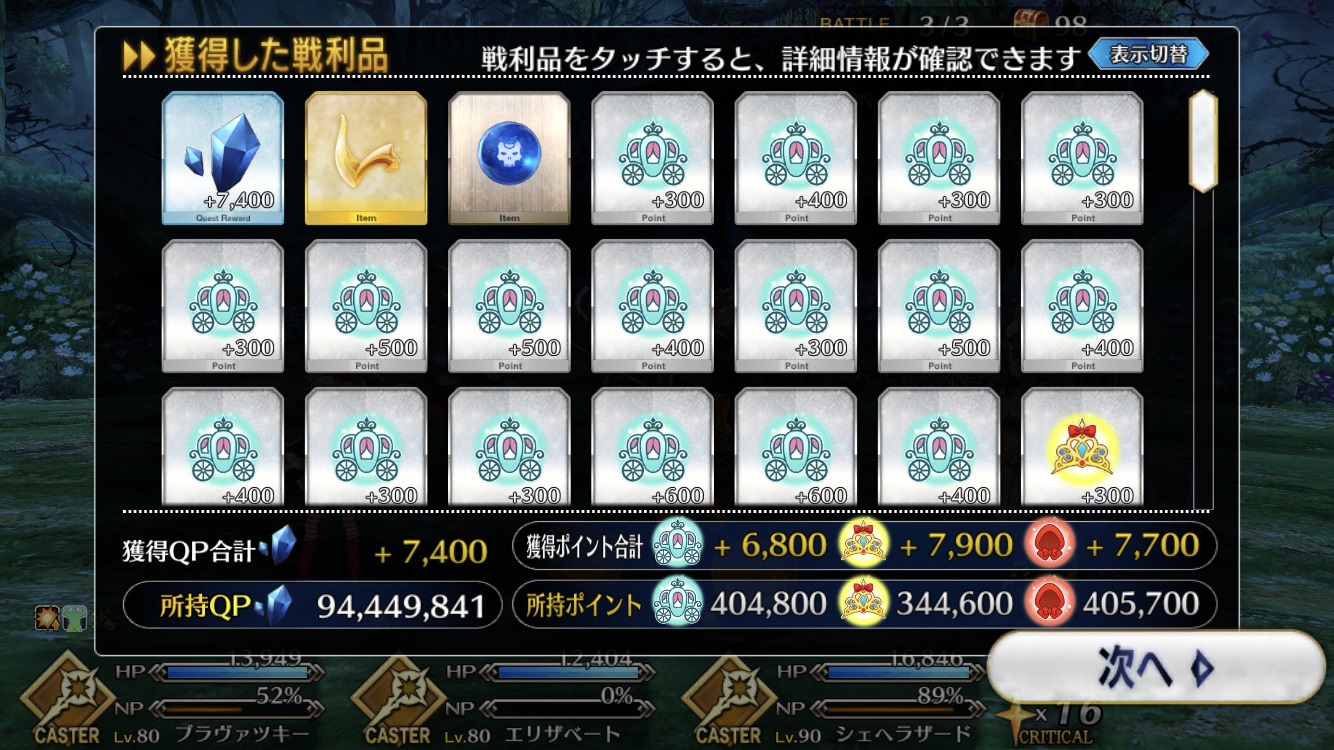 BATTLE 3/3 98
獲得した戦利品 戦利品をタッチすると、詳細情報が確認できます 表示切替
+7,400 +300 +400 +300 +300
Quest Reward Item Item Point Point Point Point
+300 +500 +500 +400 +300 +500 +400
Point Point Point Point Point Point Point
+400 +300 +300 +600 +600 +400 +300
獲得QP合計 +7,400 獲得ポイント合計 +6,800 +7,900 +7,700
所持QP 94,449,841 所持ポイント 404,800 344,600 405,700
次へ
HP 13,949 HP 12,404 HP 16,846
NP 52% NP 0% NP 89%
x16
CASTER Lv.80 ブラヴァツキー CASTER Lv.80 エリザベート CASTER Lv.90 シェヘラザード CRITICAL